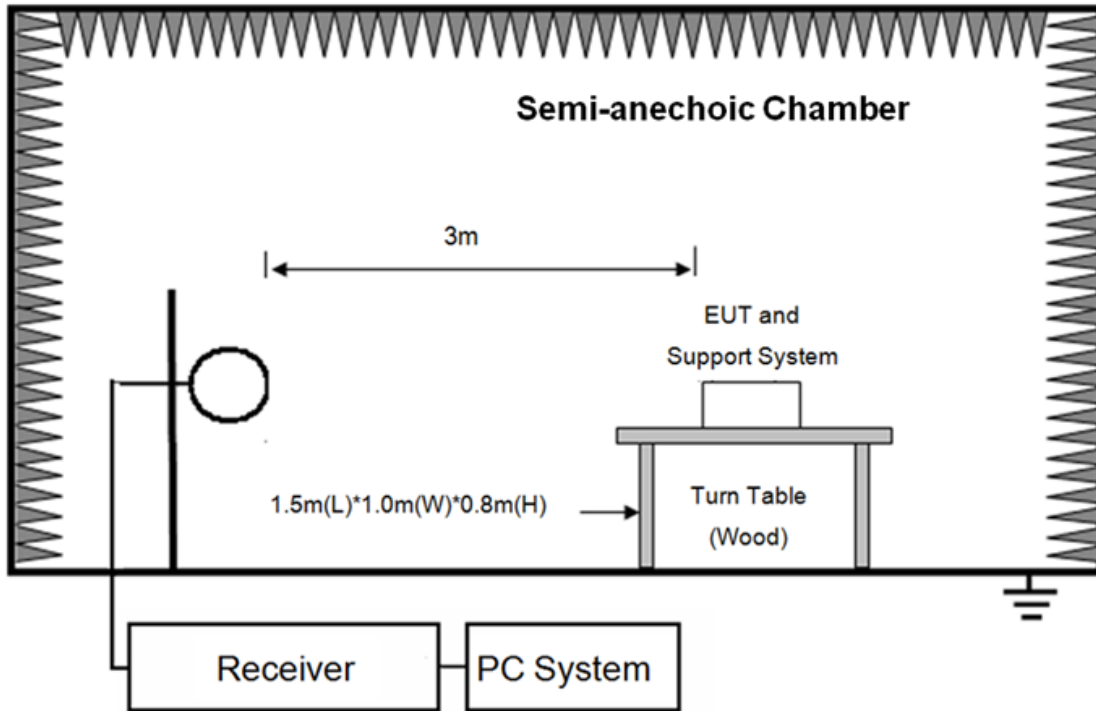 Semi-anechoic Chamber
3m
EUT and
Support System
1.5m(L)*1.0m(W)*0.8m(H)
Turn Table
(Wood)
Receiver
PC System